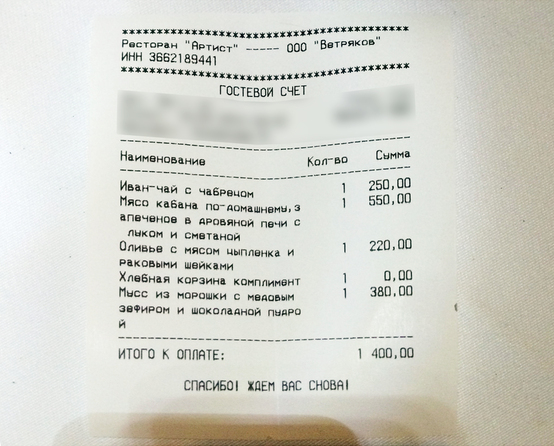 ****************************************
Ресторан "Артист" ----- ООО "Ветряков"
ИНН 3662189441
****************************************
ГОСТЕВОЙ СЧЕТ
Наименование Кол-во Сумма
Иван-чай с чабрецом 1 250,00
Мясо кабана по-домашнему,з 1 550,00
апеченое в дровяной печи с
лыком и сметаной
Оливье с мясом цыпленка и 1 220,00
раковыми шейками
Хлебная корзина комплимент 1 0,00
Мусс из морошки с медовым 1 380,00
зефиром и шоколадной пудро
й
ИТОГО К ОПЛАТЕ: 1 400,00
СПАСИБО! ЖДЕМ ВАС СНОВА!